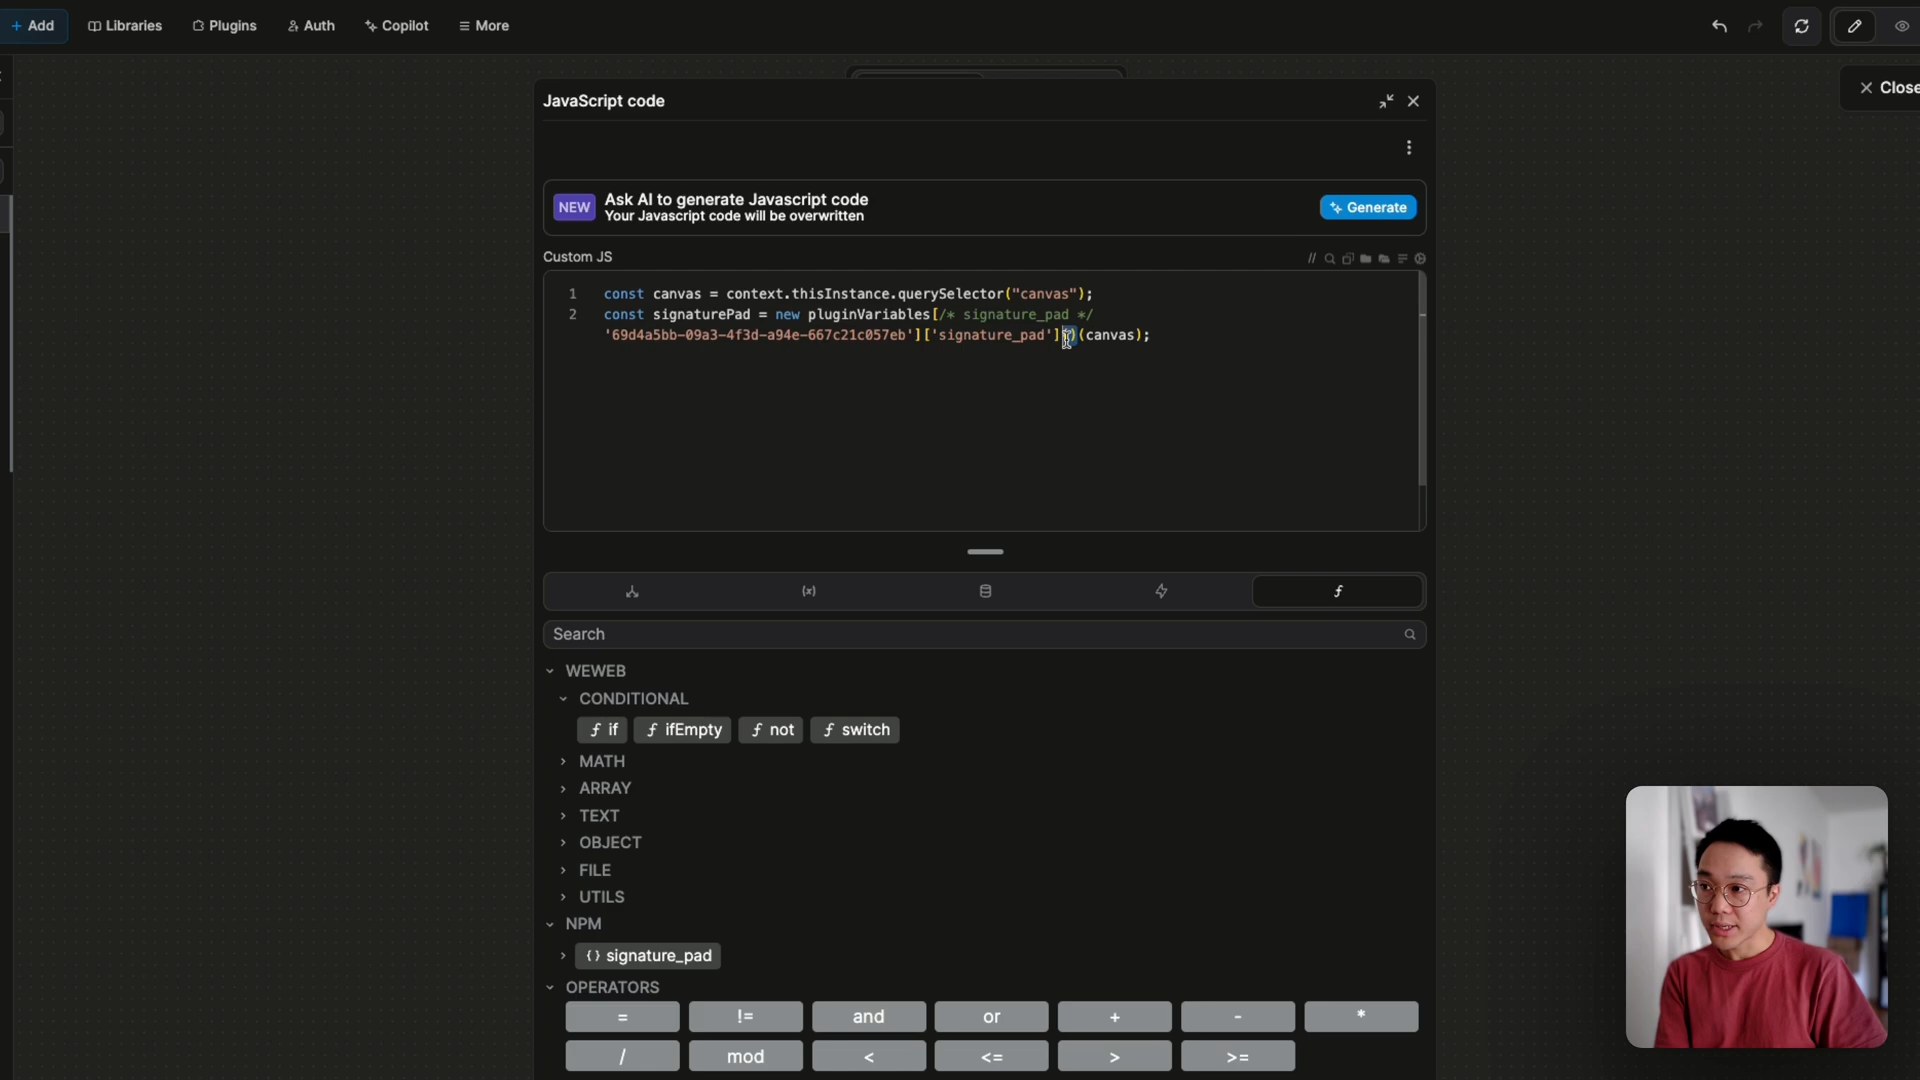 + Add
Libraries
Plugins
Auth
Copilot
More
Close
JavaScript code
NEW
Ask AI to generate Javascript code
Your Javascript code will be overwritten
Generate
Custom JS
//
1 const canvas = context.thisInstance.querySelector("canvas");
2 const signaturePad = new pluginVariables[/* signature_pad */
'69d4a5bb-09a3-4f3d-a94e-667c21c057eb']['signature_pad']()(canvas);
(x)
f
Search
WEWEB
CONDITIONAL
f if
f ifEmpty
f not
f switch
MATH
ARRAY
TEXT
OBJECT
FILE
UTILS
NPM
{} signature_pad
OPERATORS
= != and or + - *
/ mod < <= > >=